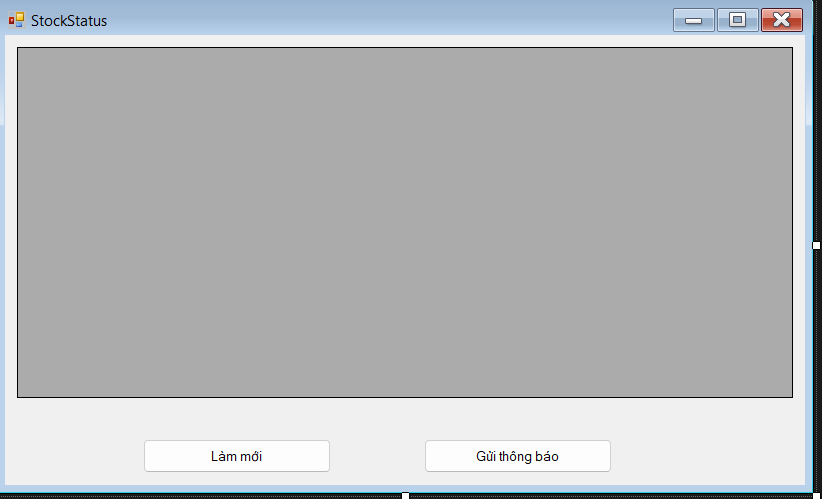 StockStatus
Làm mới
Gửi thông báo